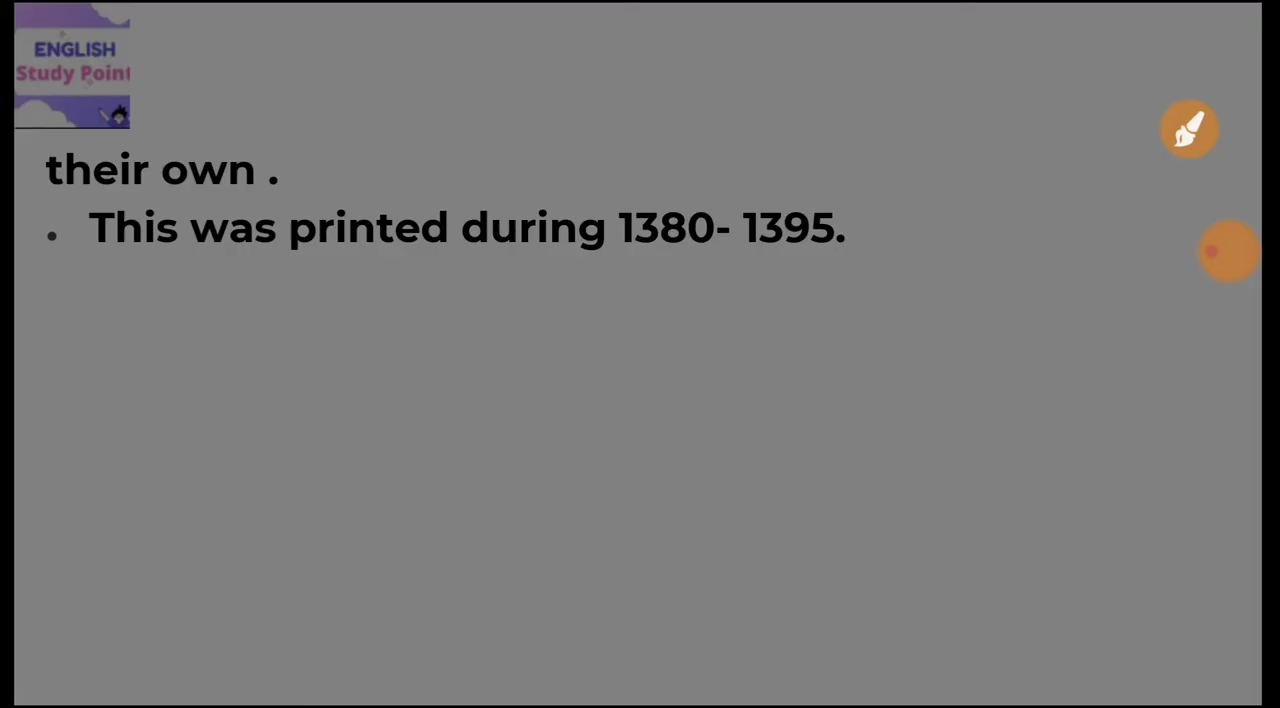 ENGLISH
Study Point
their own .
. This was printed during 1380- 1395.